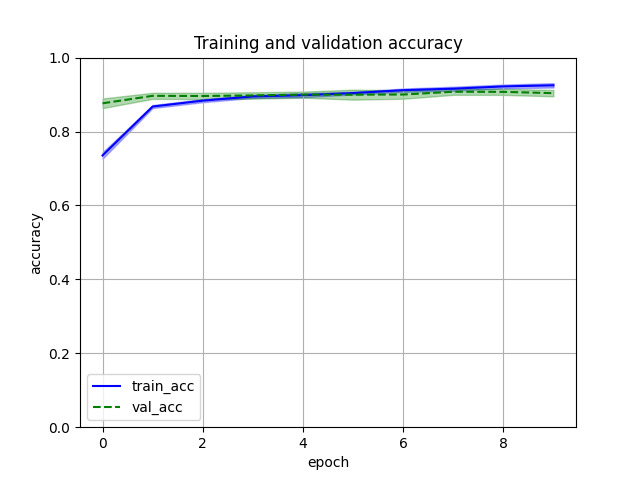 Training and validation accuracy
1.0
0.8
0.6
0.4
0.2
0.0
accuracy
train_acc
val_acc
0 2 4 6 8
epoch